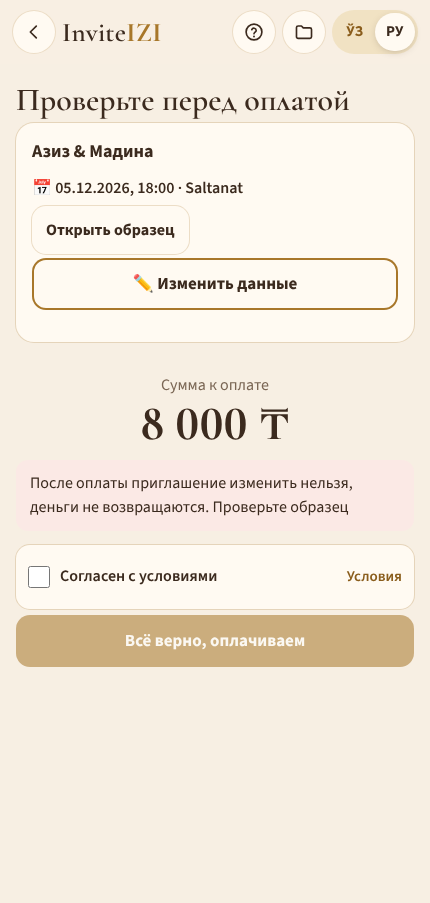 InviteIZI
ЎЗ
РУ
Проверьте перед оплатой
Азиз & Мадина
📅 05.12.2026, 18:00 · Saltanat
Открыть образец
✏️ Изменить данные
Сумма к оплате
8 000 ₸
После оплаты приглашение изменить нельзя,
деньги не возвращаются. Проверьте образец
Согласен с условиями
Условия
Всё верно, оплачиваем